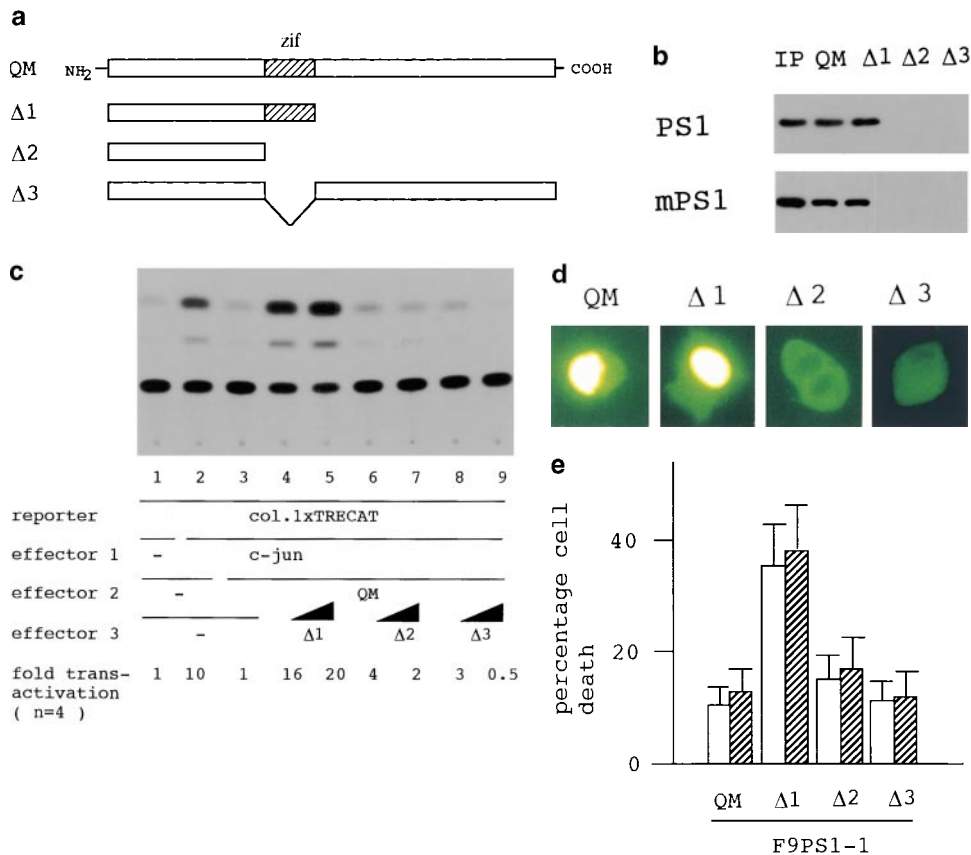 a
zif
QM NH2 COOH
Δ1
Δ2
Δ3
b
IP QM Δ1 Δ2 Δ3
PS1
mPS1
c
1 2 3 4 5 6 7 8 9
reporter col.1xTRECAT
effector 1 - c-jun
effector 2 - QM
effector 3 - Δ1 Δ2 Δ3
fold trans- 1 10 1 16 20 4 2 3 0.5
activation
( n=4 )
d
QM Δ1 Δ2 Δ3
e
percentage cell
death
40
20
0
QM Δ1 Δ2 Δ3
F9PS1-1